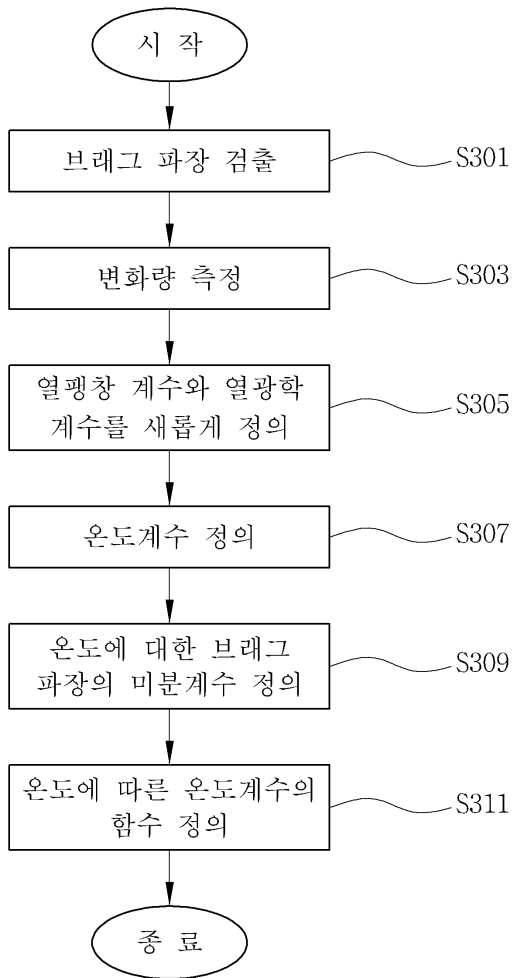 시 작
브래그 파장 검출
S301
변화량 측정
S303
열팽창 계수와 열광학
계수를 새롭게 정의
S305
온도계수 정의
S307
온도에 대한 브래그
파장의 미분계수 정의
S309
온도에 따른 온도계수의
함수 정의
S311
종 료